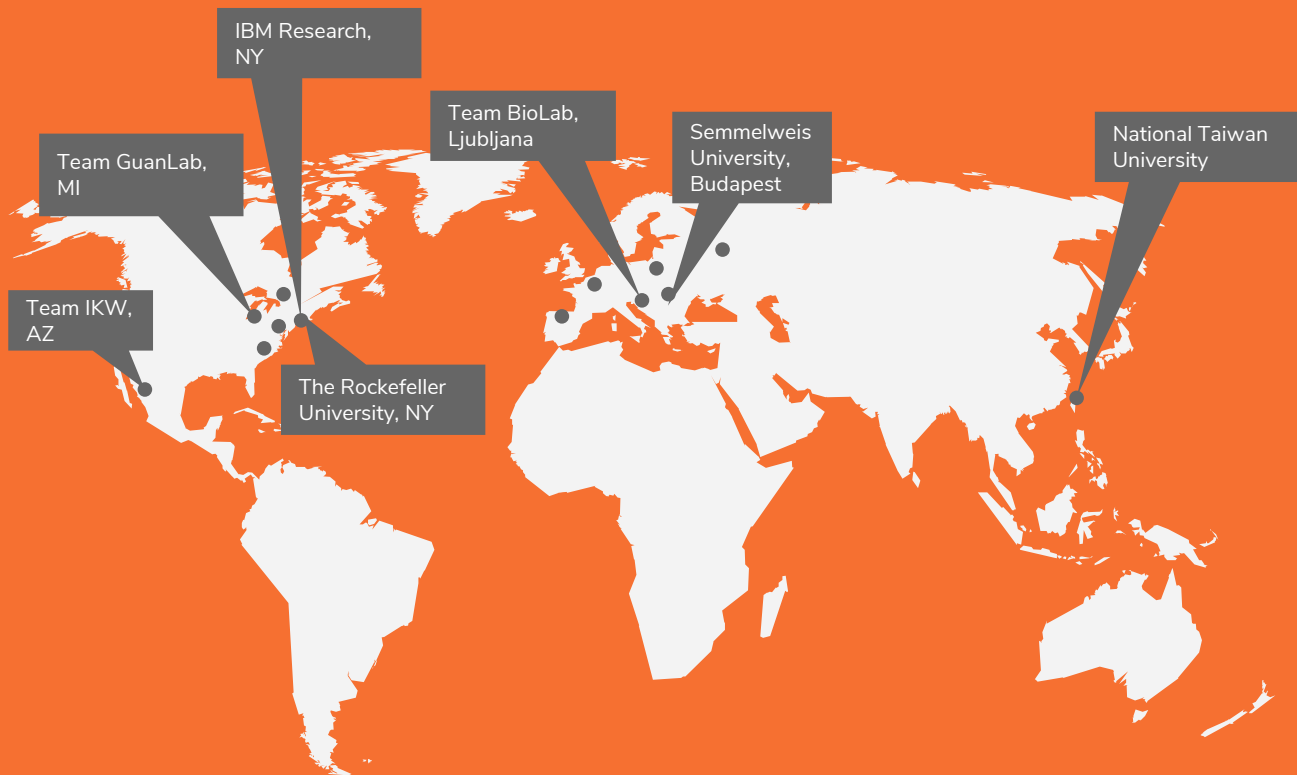 IBM Research,
NY
Team BioLab,
Ljubljana
Semmelweis
University,
Budapest
National Taiwan
University
Team GuanLab,
MI
Team IKW,
AZ
The Rockefeller
University, NY